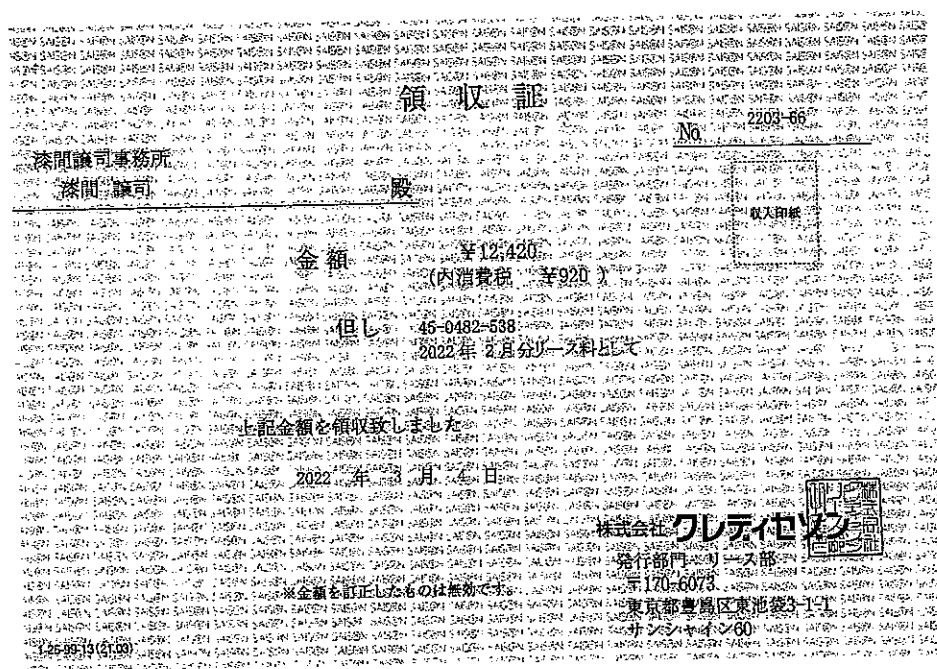 領収証
No. 2203-66
漆間譲司事務所
漆間 譲司 殿
収入印紙
金額 ¥12,420
(内消費税 ¥920 )
但し 45-0482-538
2022年 2月分リース料として
上記金額を領収致しました
2022 年 3 月 4 日
株式会社クレディセゾン
発行部門 リース部
〒170-6073
東京都豊島区東池袋3-1-1
サンシャイン60
※金額を訂正したものは無効です。
1-25-99-13(21.03)